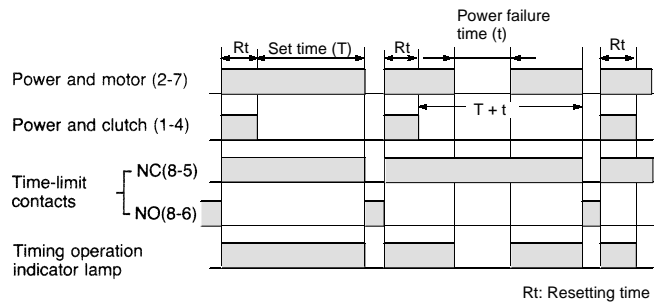 Power failure
time (t)
Rt
Set time (T)
Rt
Rt
Power and motor (2-7)
T + t
Power and clutch (1-4)
Time-limit
contacts
NC(8-5)
NO(8-6)
Timing operation
indicator lamp
Rt: Resetting time